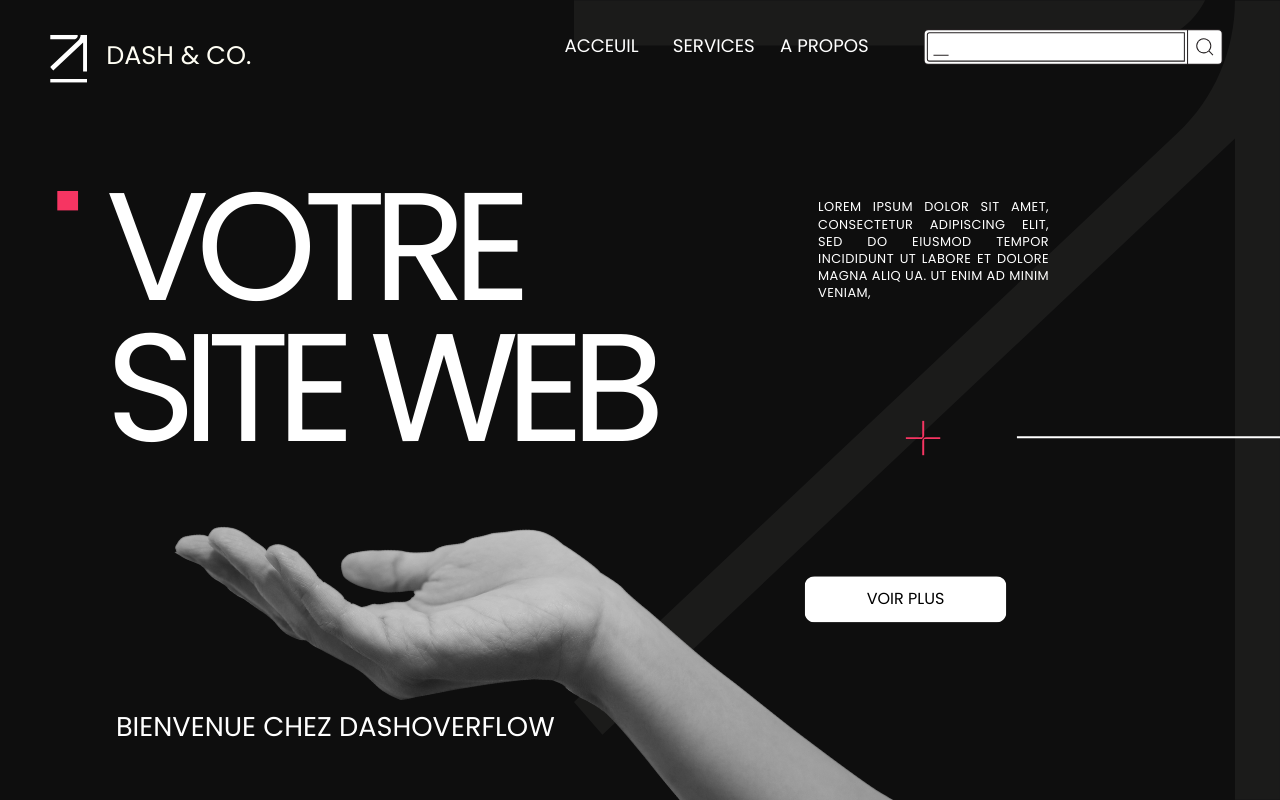 DASH & CO.
ACCEUIL SERVICES A PROPOS
VOTRE
SITE WEB
LOREM IPSUM DOLOR SIT AMET,
CONSECTETUR ADIPISCING ELIT,
SED DO EIUSMOD TEMPOR
INCIDIDUNT UT LABORE ET DOLORE
MAGNA ALIQ UA. UT ENIM AD MINIM
VENIAM,
VOIR PLUS
BIENVENUE CHEZ DASHOVERFLOW